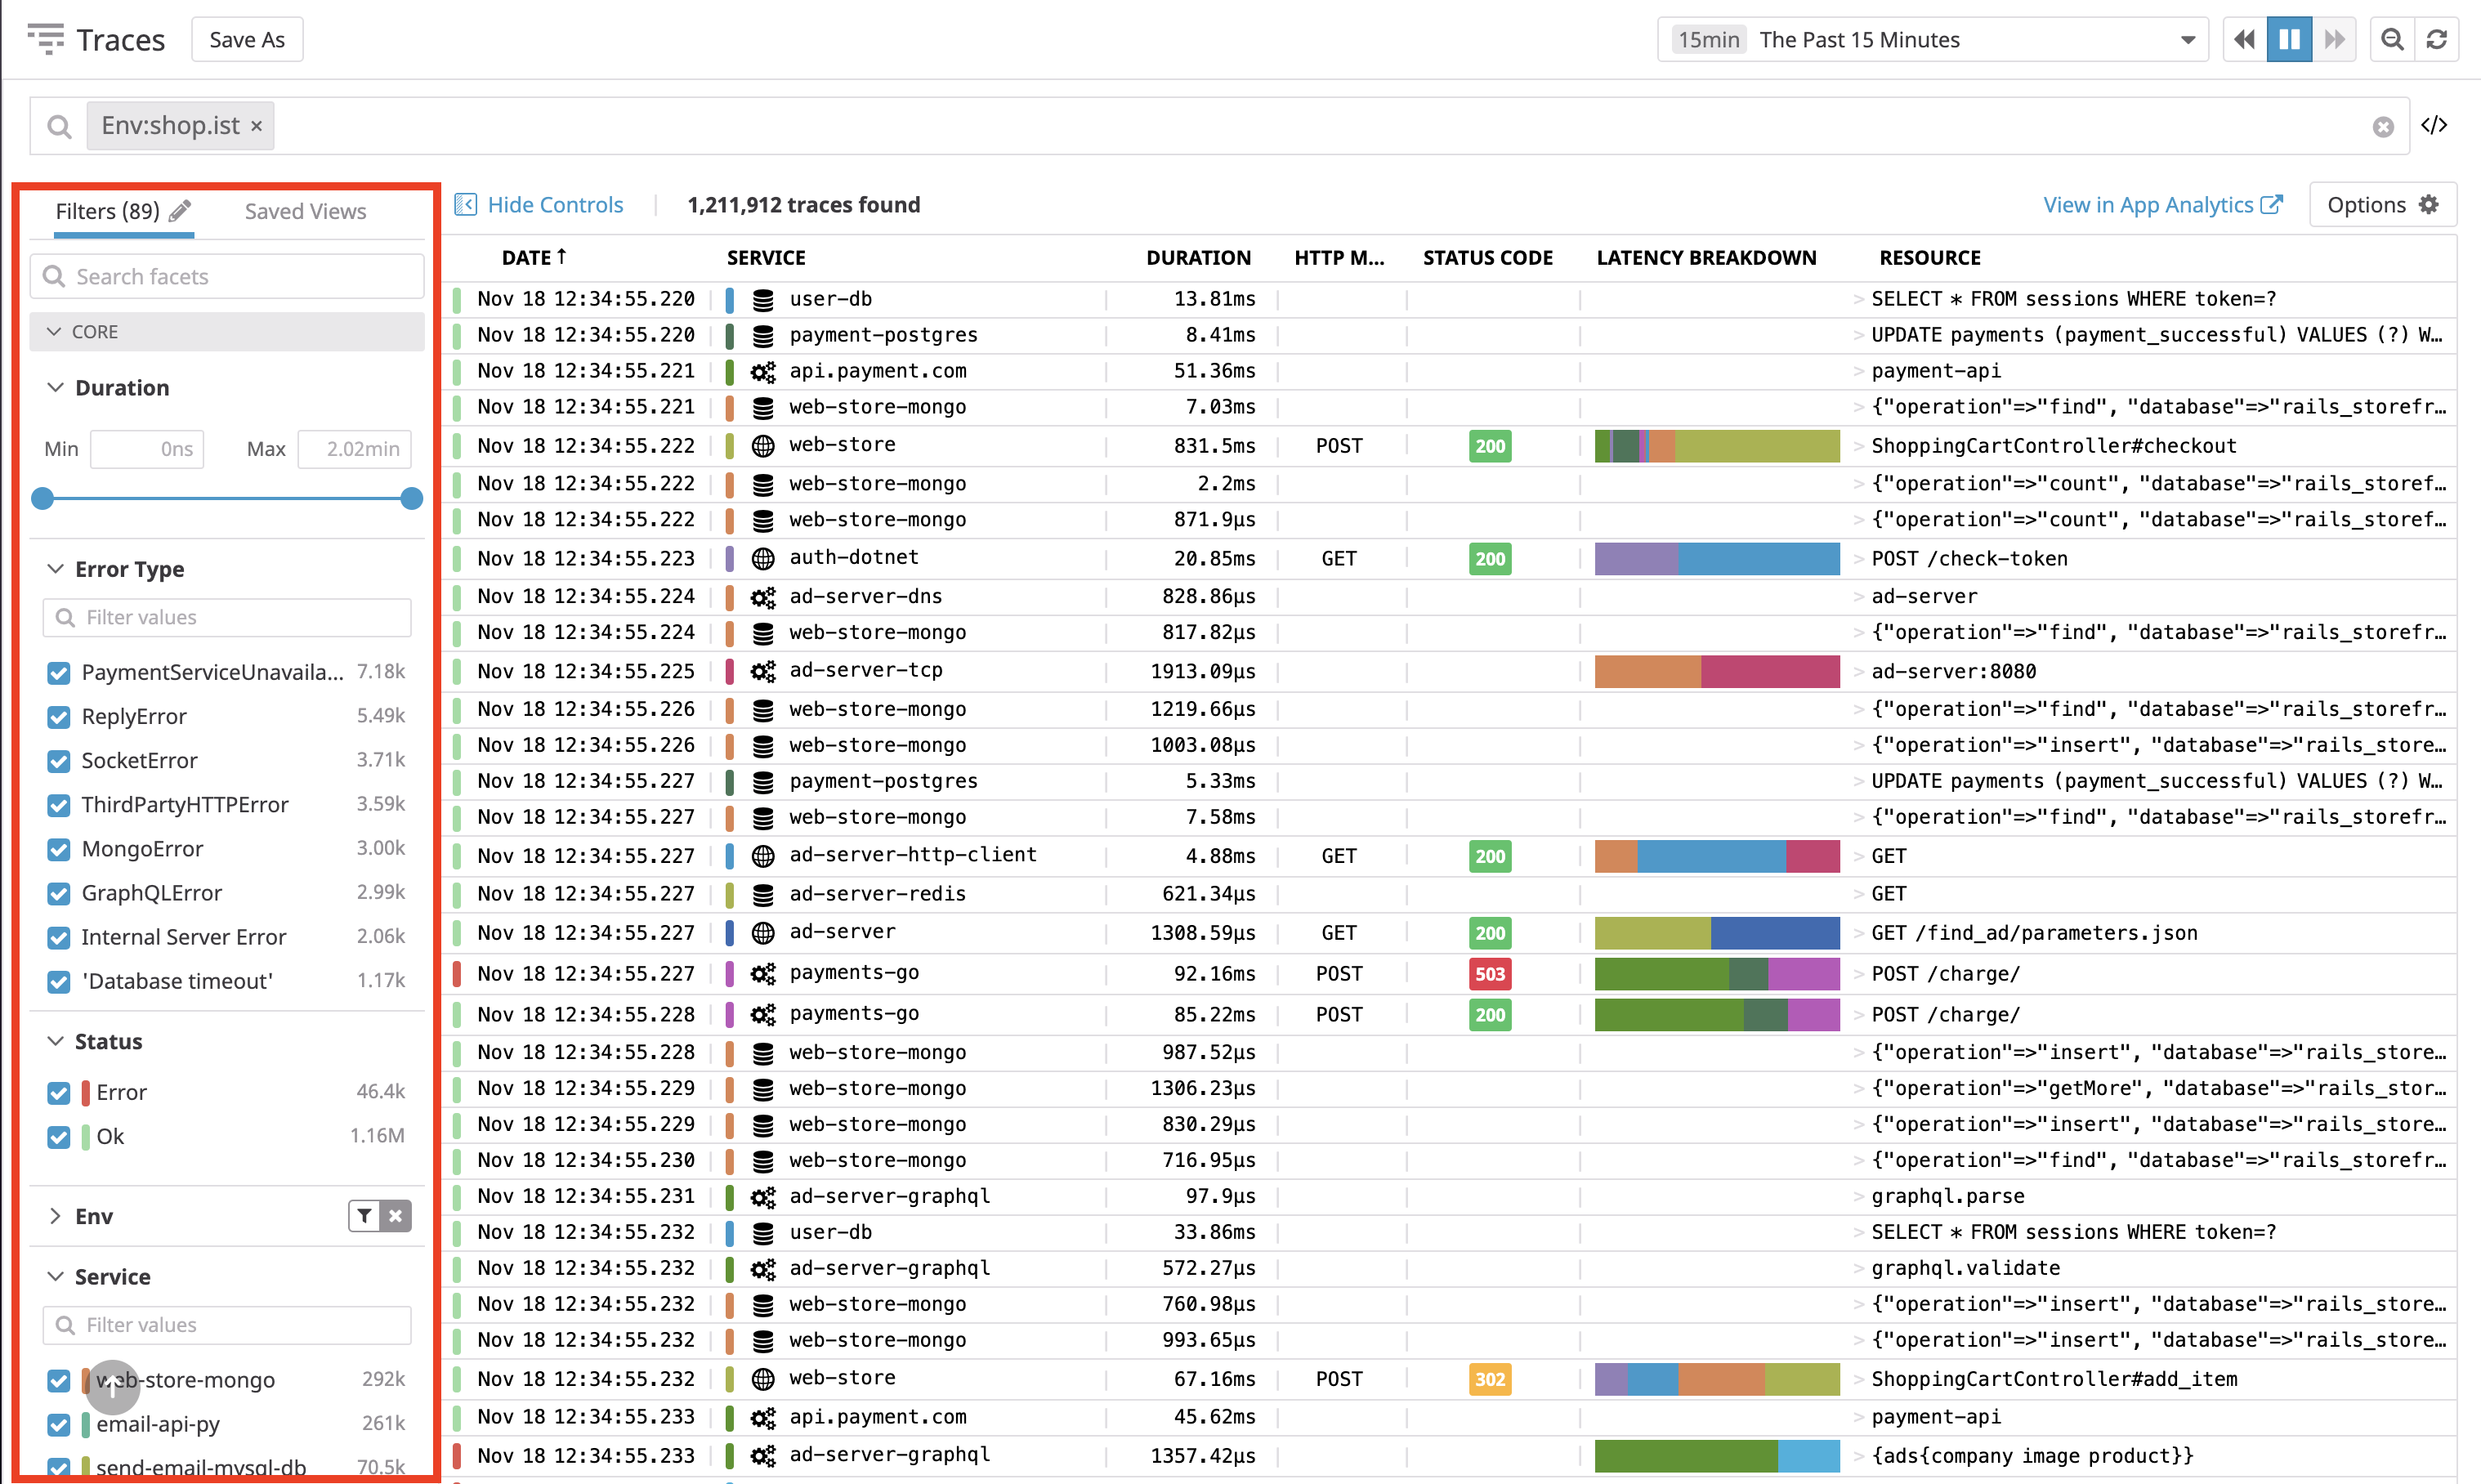 Traces Save As 15min The Past 15 Minutes
Env:shop.ist × </>
Filters (89) Saved Views Hide Controls 1,211,912 traces found View in App Analytics Options
Search facets
CORE
Duration
Min 0ns Max 2.02min
Error Type
Filter values
PaymentServiceUnavaila... 7.18k
ReplyError 5.49k
SocketError 3.71k
ThirdPartyHTTPError 3.59k
MongoError 3.00k
GraphQLError 2.99k
Internal Server Error 2.06k
'Database timeout' 1.17k
Status
Error 46.4k
Ok 1.16M
Env
Service
Filter values
web-store-mongo 292k
email-api-py 261k
send-email-mysql-db 70.5k
DATE ↑ SERVICE DURATION HTTP M... STATUS CODE LATENCY BREAKDOWN RESOURCE
Nov 18 12:34:55.220 user-db 13.81ms > SELECT * FROM sessions WHERE token=?
Nov 18 12:34:55.220 payment-postgres 8.41ms > UPDATE payments (payment_successful) VALUES (?) W…
Nov 18 12:34:55.221 api.payment.com 51.36ms > payment-api
Nov 18 12:34:55.221 web-store-mongo 7.03ms > {"operation"=>"find", "database"=>"rails_storefr…
Nov 18 12:34:55.222 web-store 831.5ms POST 200 > ShoppingCartController#checkout
Nov 18 12:34:55.222 web-store-mongo 2.2ms > {"operation"=>"count", "database"=>"rails_storef…
Nov 18 12:34:55.222 web-store-mongo 871.9μs > {"operation"=>"count", "database"=>"rails_storef…
Nov 18 12:34:55.223 auth-dotnet 20.85ms GET 200 > POST /check-token
Nov 18 12:34:55.224 ad-server-dns 828.86μs > ad-server
Nov 18 12:34:55.224 web-store-mongo 817.82μs > {"operation"=>"find", "database"=>"rails_storefr…
Nov 18 12:34:55.225 ad-server-tcp 1913.09μs > ad-server:8080
Nov 18 12:34:55.226 web-store-mongo 1219.66μs > {"operation"=>"find", "database"=>"rails_storefr…
Nov 18 12:34:55.226 web-store-mongo 1003.08μs > {"operation"=>"insert", "database"=>"rails_store…
Nov 18 12:34:55.227 payment-postgres 5.33ms > UPDATE payments (payment_successful) VALUES (?) W…
Nov 18 12:34:55.227 web-store-mongo 7.58ms > {"operation"=>"find", "database"=>"rails_storefr…
Nov 18 12:34:55.227 ad-server-http-client 4.88ms GET 200 > GET
Nov 18 12:34:55.227 ad-server-redis 621.34μs > GET
Nov 18 12:34:55.227 ad-server 1308.59μs GET 200 > GET /find_ad/parameters.json
Nov 18 12:34:55.227 payments-go 92.16ms POST 503 > POST /charge/
Nov 18 12:34:55.228 payments-go 85.22ms POST 200 > POST /charge/
Nov 18 12:34:55.228 web-store-mongo 987.52μs > {"operation"=>"insert", "database"=>"rails_store…
Nov 18 12:34:55.229 web-store-mongo 1306.23μs > {"operation"=>"getMore", "database"=>"rails_stor…
Nov 18 12:34:55.229 web-store-mongo 830.29μs > {"operation"=>"insert", "database"=>"rails_store…
Nov 18 12:34:55.230 web-store-mongo 716.95μs > {"operation"=>"find", "database"=>"rails_storefr…
Nov 18 12:34:55.231 ad-server-graphql 97.9μs > graphql.parse
Nov 18 12:34:55.232 user-db 33.86ms > SELECT * FROM sessions WHERE token=?
Nov 18 12:34:55.232 ad-server-graphql 572.27μs > graphql.validate
Nov 18 12:34:55.232 web-store-mongo 760.98μs > {"operation"=>"insert", "database"=>"rails_store…
Nov 18 12:34:55.232 web-store-mongo 993.65μs > {"operation"=>"insert", "database"=>"rails_store…
Nov 18 12:34:55.232 web-store 67.16ms POST 302 > ShoppingCartController#add_item
Nov 18 12:34:55.233 api.payment.com 45.62ms > payment-api
Nov 18 12:34:55.233 ad-server-graphql 1357.42μs > {ads{company image product}}